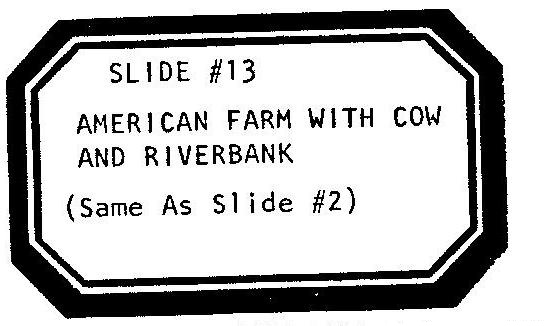 SLIDE #13
AMERICAN FARM WITH COW
AND RIVERBANK
(Same As Slide #2)